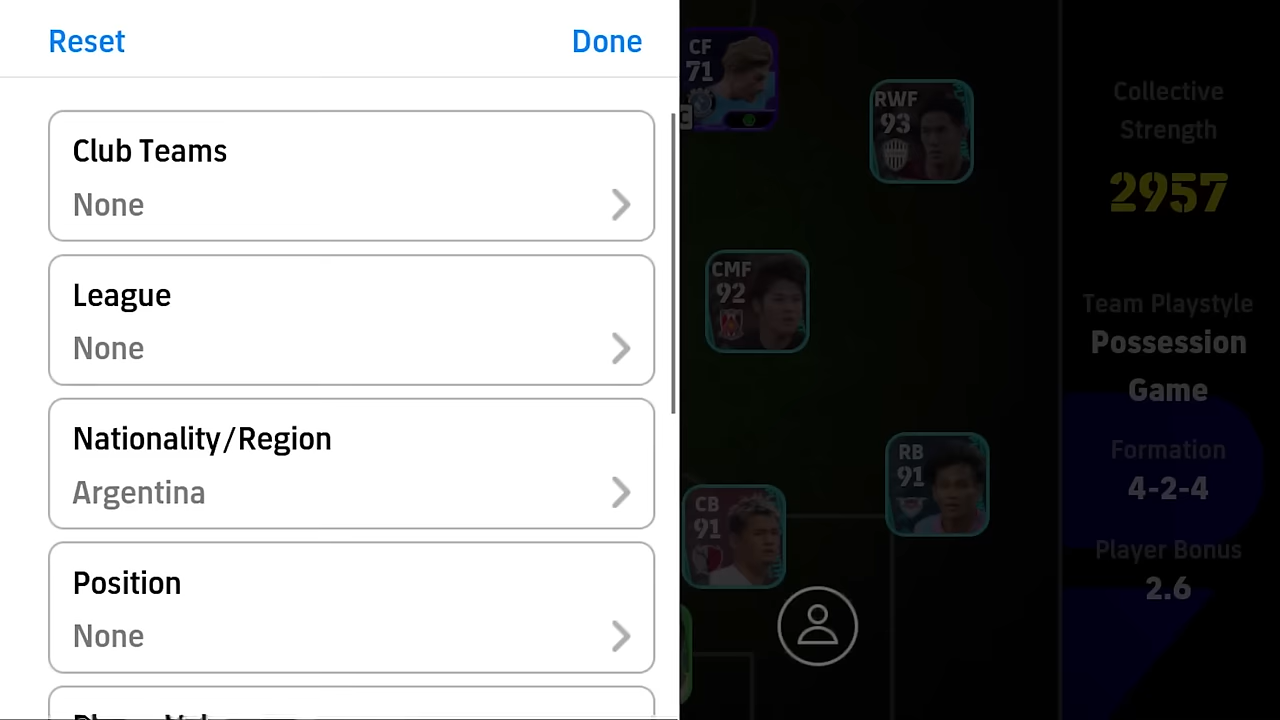 Reset
Done
Club Teams
None
League
None
Nationality/Region
Argentina
Position
None
CF
71
RWF
93
CMF
92
RB
91
CB
91
Collective
Strength
2957
Team Playstyle
Possession
Game
Formation
4-2-4
Player Bonus
2.6